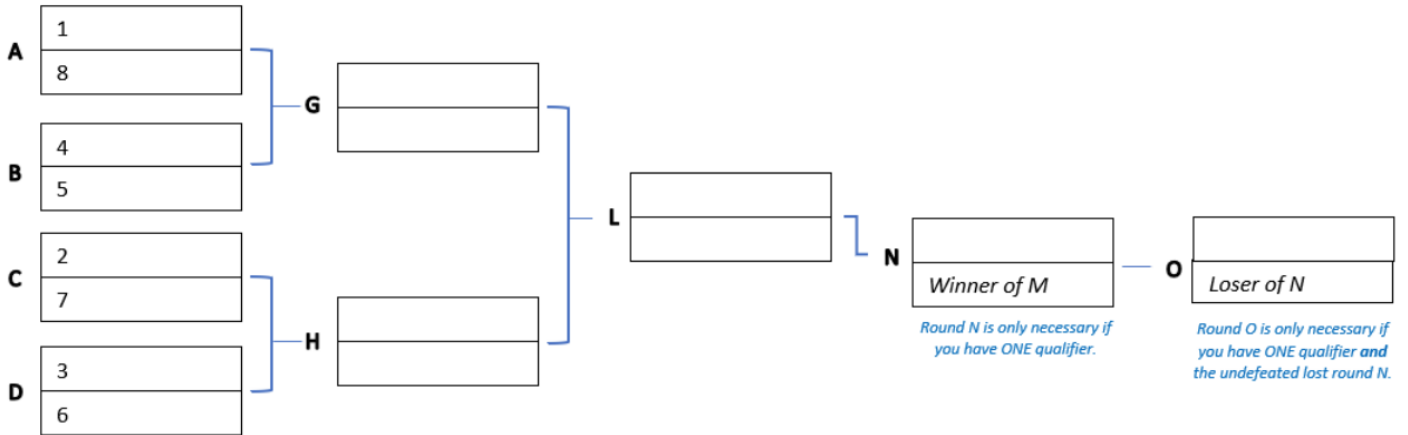 A
1
8
B
4
5
G
C
2
7
D
3
6
H
L
N
Winner of M
Round N is only necessary if
you have ONE qualifier.
O
Loser of N
Round O is only necessary if
you have ONE qualifier and
the undefeated lost round N.